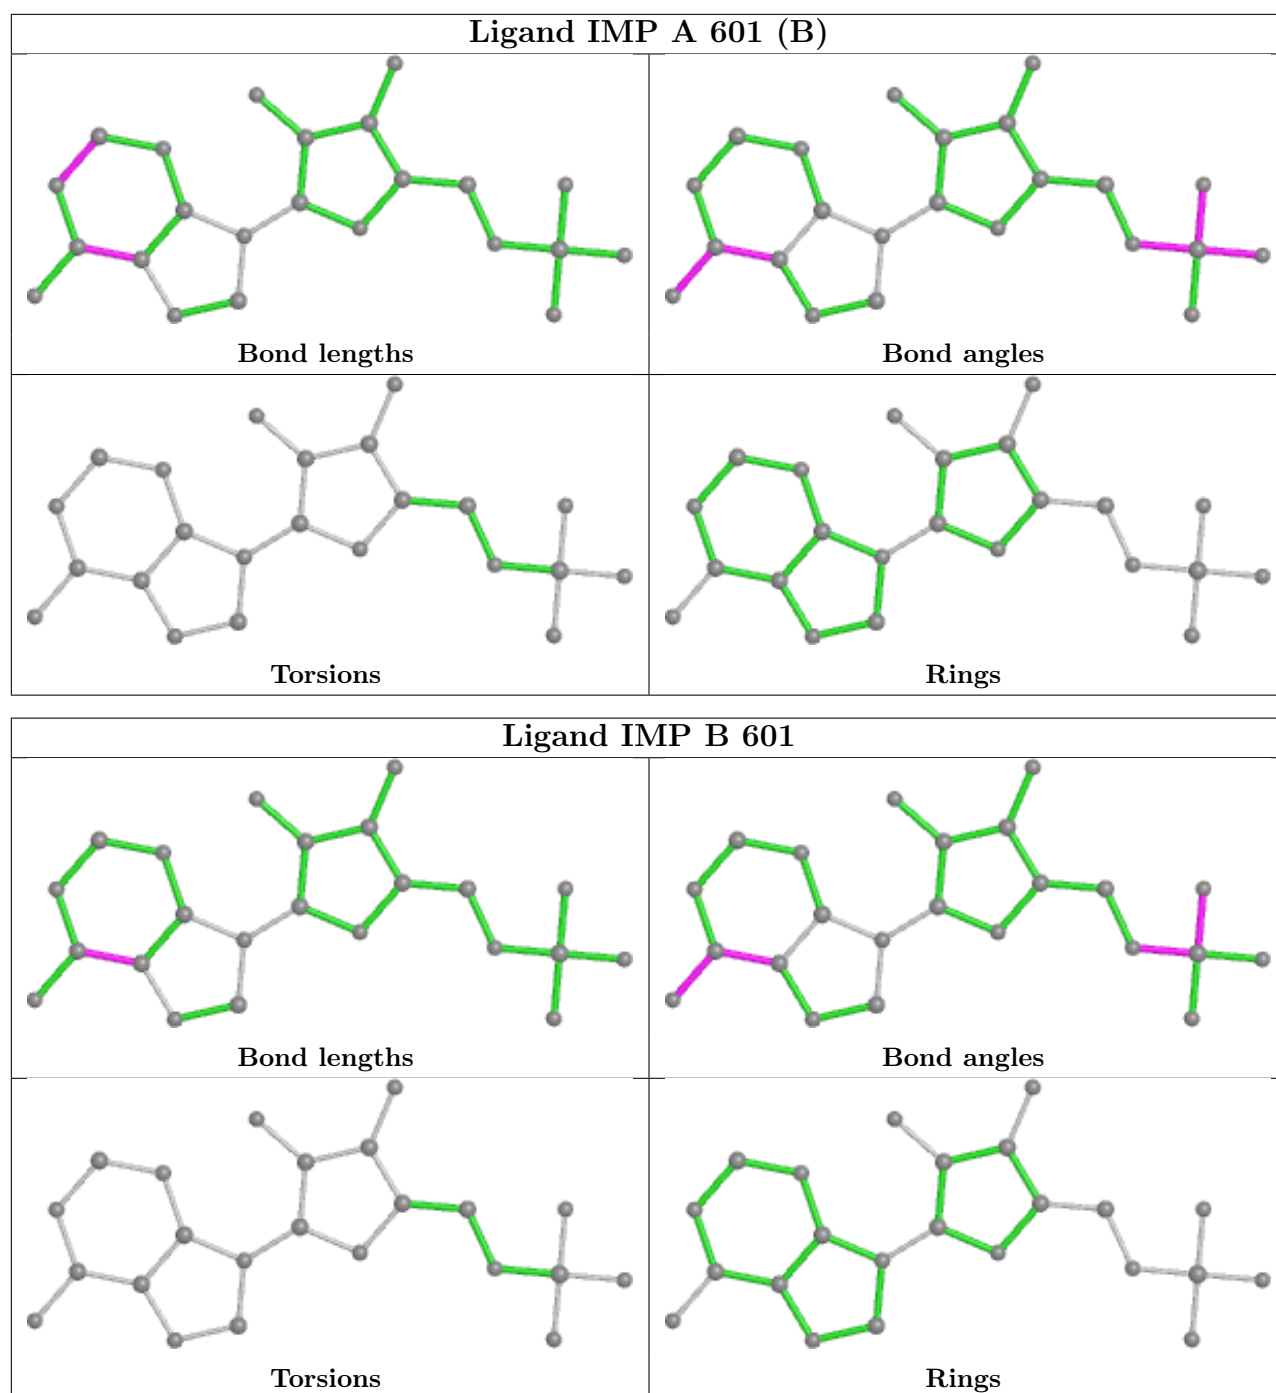 Ligand IMP A 601 (B)
Bond lengths
Bond angles
Torsions
Rings
Ligand IMP B 601
Bond lengths
Bond angles
Torsions
Rings